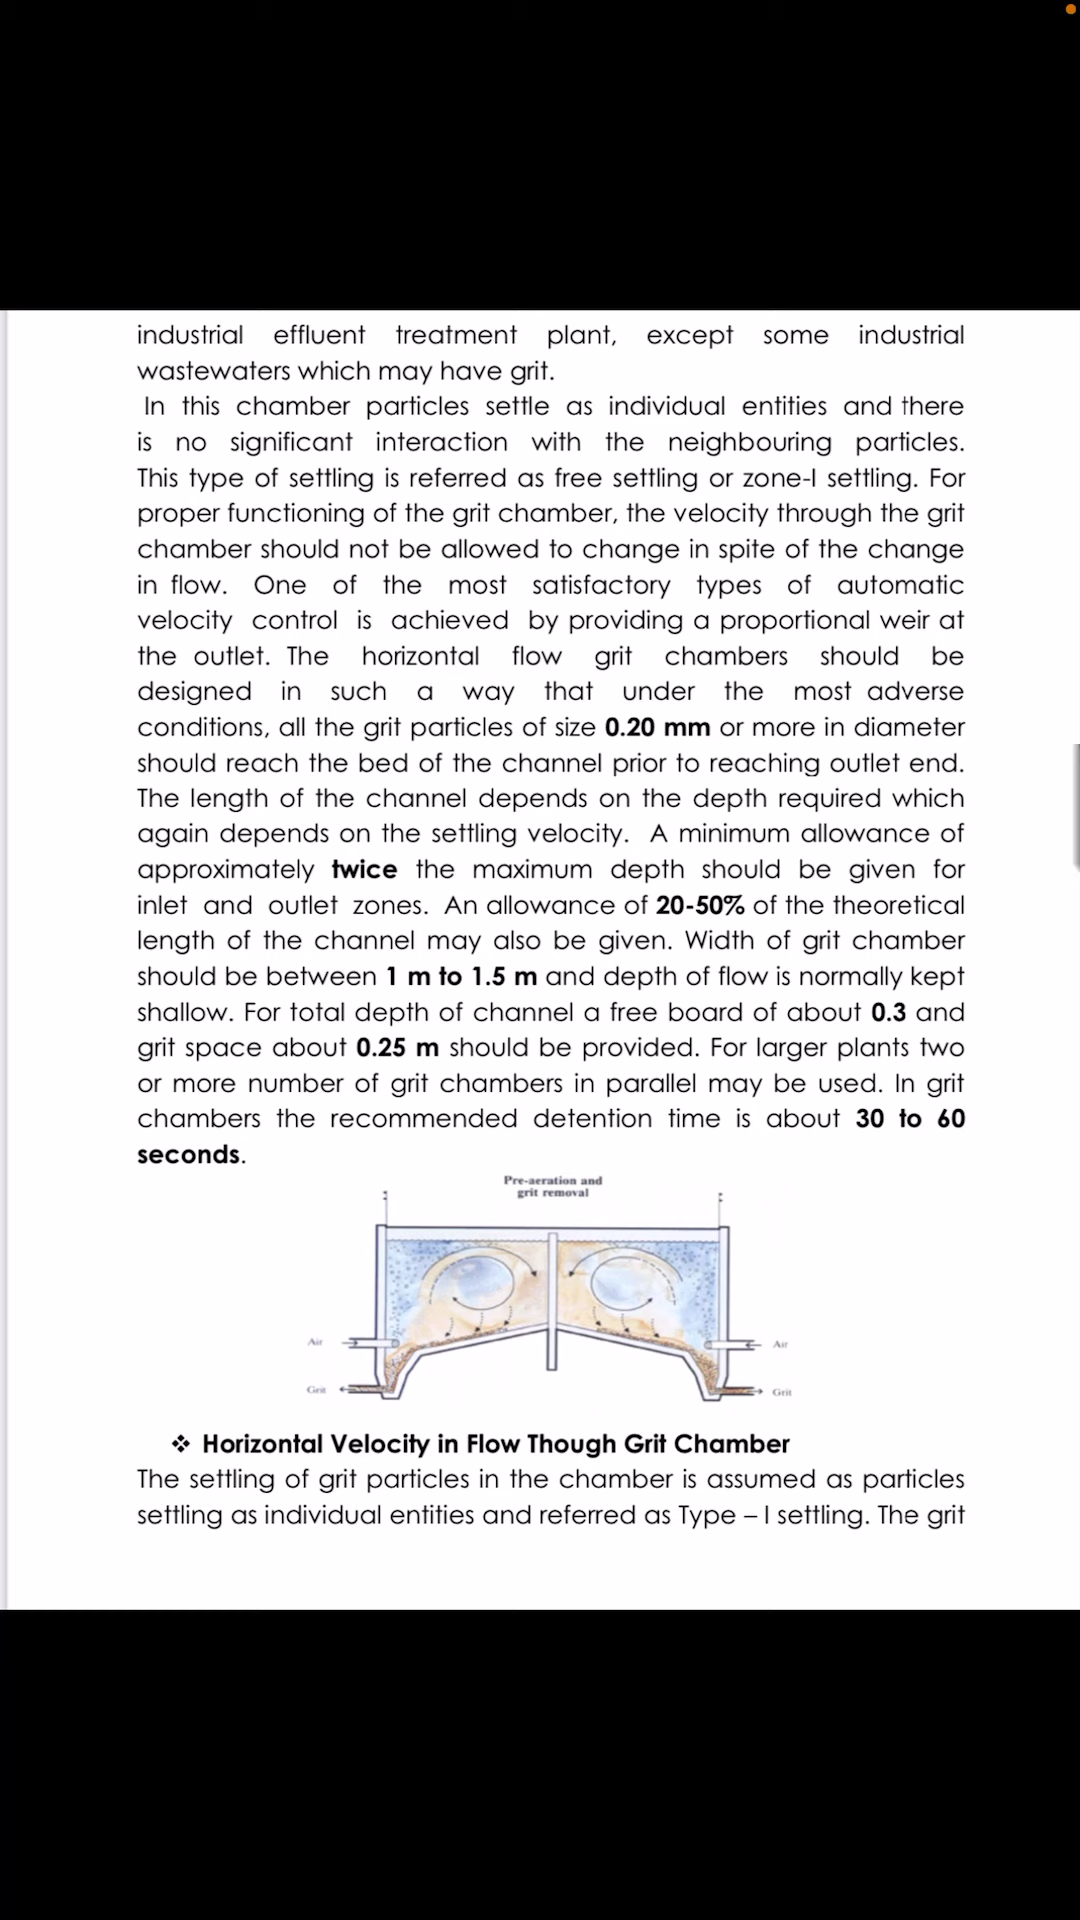 industrial effluent treatment plant, except some industrial
wastewaters which may have grit.
In this chamber particles settle as individual entities and there
is no significant interaction with the neighbouring particles.
This type of settling is referred as free settling or zone-I settling. For
proper functioning of the grit chamber, the velocity through the grit
chamber should not be allowed to change in spite of the change
in flow. One of the most satisfactory types of automatic
velocity control is achieved by providing a proportional weir at
the outlet. The horizontal flow grit chambers should be
designed in such a way that under the most adverse
conditions, all the grit particles of size 0.20 mm or more in diameter
should reach the bed of the channel prior to reaching outlet end.
The length of the channel depends on the depth required which
again depends on the settling velocity. A minimum allowance of
approximately twice the maximum depth should be given for
inlet and outlet zones. An allowance of 20-50% of the theoretical
length of the channel may also be given. Width of grit chamber
should be between 1 m to 1.5 m and depth of flow is normally kept
shallow. For total depth of channel a free board of about 0.3 and
grit space about 0.25 m should be provided. For larger plants two
or more number of grit chambers in parallel may be used. In grit
chambers the recommended detention time is about 30 to 60
seconds.
Pre-aeration and
grit removal
Air
Air
Grit
Grit
❖ Horizontal Velocity in Flow Though Grit Chamber
The settling of grit particles in the chamber is assumed as particles
settling as individual entities and referred as Type – I settling. The grit